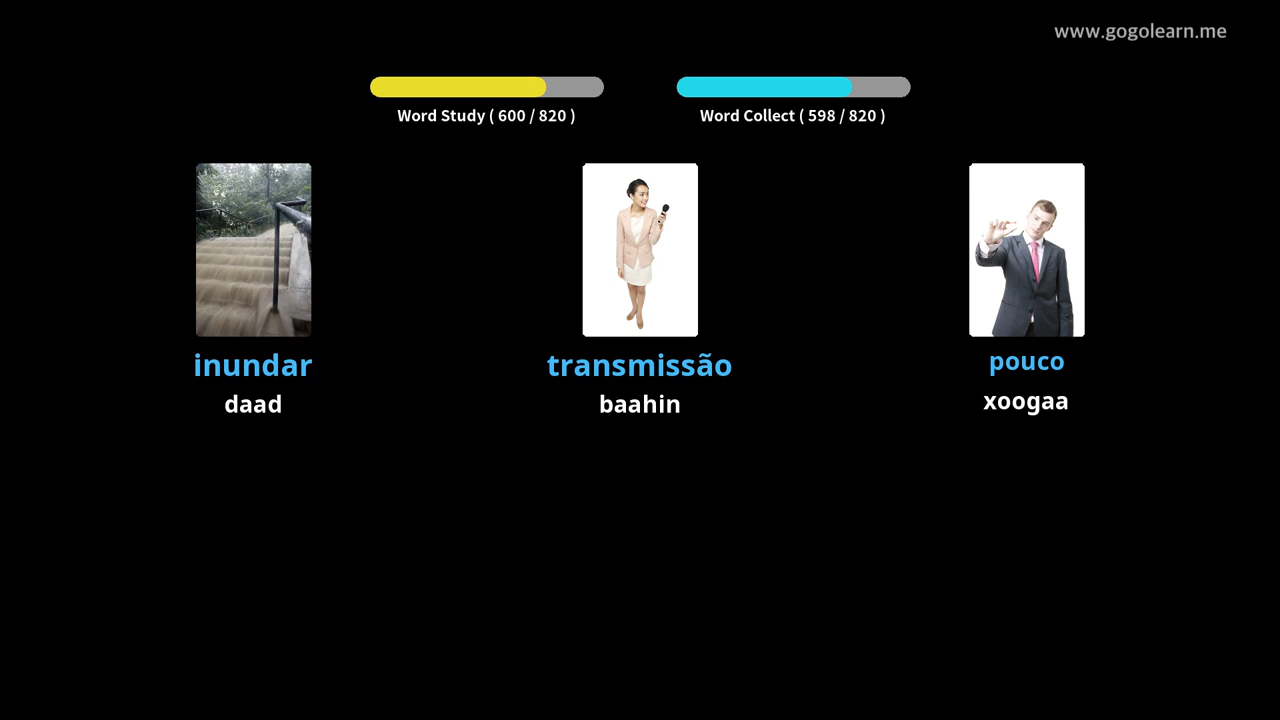 www.gogolearn.me
Word Study ( 600 / 820 )
Word Collect ( 598 / 820 )
inundar
daad
transmissão
baahin
pouco
xoogaa